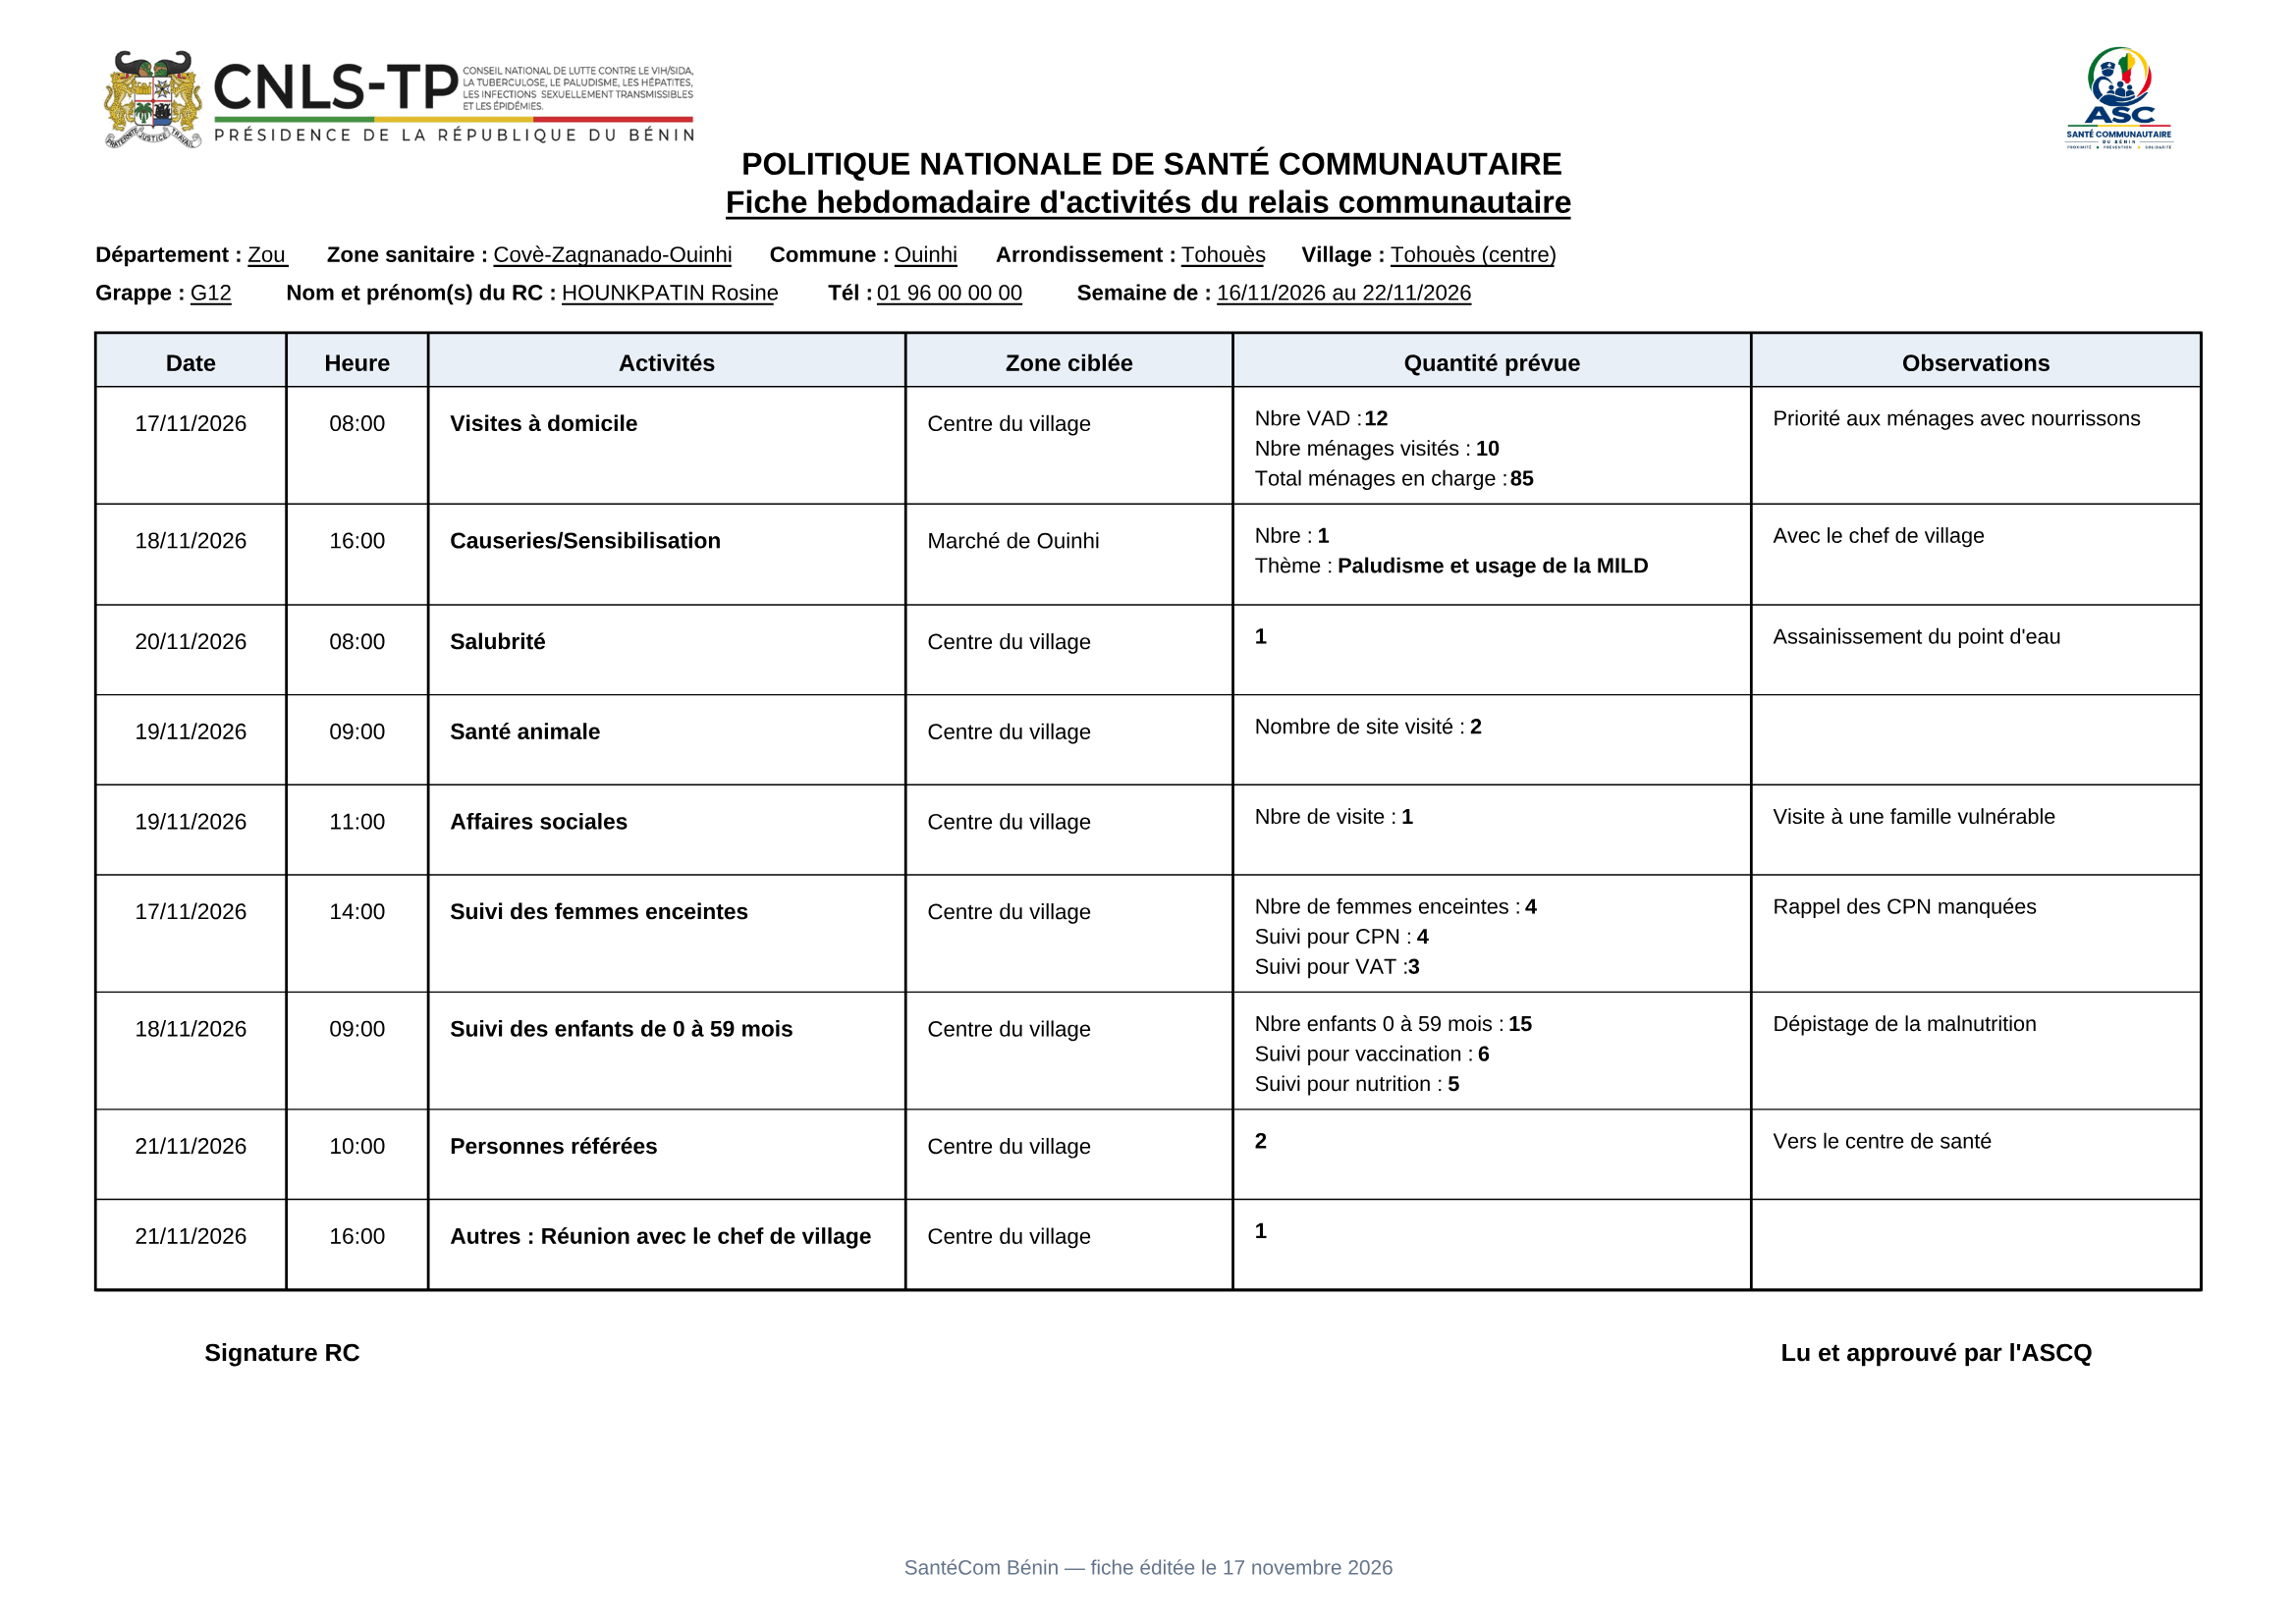 CNLS-TP
CONSEIL NATIONAL DE LUTTE CONTRE LE VIH/SIDA,
LA TUBERCULOSE, LE PALUDISME, LES HÉPATITES,
LES INFECTIONS SEXUELLEMENT TRANSMISSIBLES
ET LES ÉPIDÉMIES.
PRÉSIDENCE DE LA RÉPUBLIQUE DU BÉNIN
FRATERNITÉ JUSTICE TRAVAIL
ASC
SANTÉ COMMUNAUTAIRE
DU BÉNIN
PROXIMITÉ • PRÉVENTION • SOLIDARITÉ
POLITIQUE NATIONALE DE SANTÉ COMMUNAUTAIRE
Fiche hebdomadaire d'activités du relais communautaire
Département : Zou Zone sanitaire : Covè-Zagnanado-Ouinhi Commune : Ouinhi Arrondissement : Tohouès Village : Tohouès (centre)
Grappe : G12 Nom et prénom(s) du RC : HOUNKPATIN Rosine Tél : 01 96 00 00 00 Semaine de : 16/11/2026 au 22/11/2026
Date Heure Activités Zone ciblée Quantité prévue Observations
17/11/2026 08:00 Visites à domicile Centre du village Nbre VAD : 12 Priorité aux ménages avec nourrissons
Nbre ménages visités : 10
Total ménages en charge : 85
18/11/2026 16:00 Causeries/Sensibilisation Marché de Ouinhi Nbre : 1 Avec le chef de village
Thème : Paludisme et usage de la MILD
20/11/2026 08:00 Salubrité Centre du village 1 Assainissement du point d'eau
19/11/2026 09:00 Santé animale Centre du village Nombre de site visité : 2
19/11/2026 11:00 Affaires sociales Centre du village Nbre de visite : 1 Visite à une famille vulnérable
17/11/2026 14:00 Suivi des femmes enceintes Centre du village Nbre de femmes enceintes : 4 Rappel des CPN manquées
Suivi pour CPN : 4
Suivi pour VAT :3
18/11/2026 09:00 Suivi des enfants de 0 à 59 mois Centre du village Nbre enfants 0 à 59 mois : 15 Dépistage de la malnutrition
Suivi pour vaccination : 6
Suivi pour nutrition : 5
21/11/2026 10:00 Personnes référées Centre du village 2 Vers le centre de santé
21/11/2026 16:00 Autres : Réunion avec le chef de village Centre du village 1
Signature RC Lu et approuvé par l'ASCQ
SantéCom Bénin — fiche éditée le 17 novembre 2026